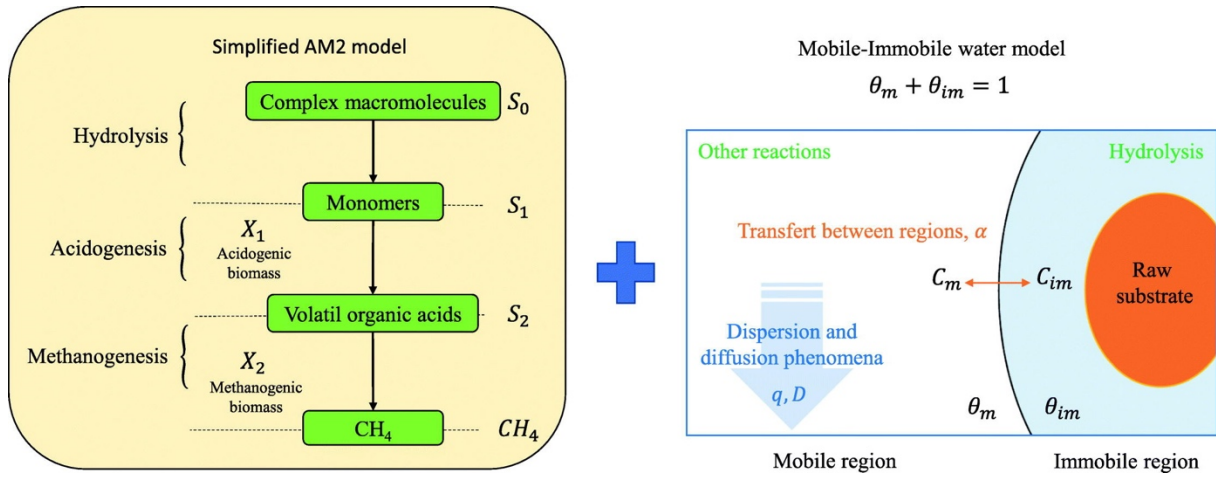 Simplified AM2 model
Complex macromolecules
S₀
Hydrolysis
Monomers
S₁
Acidogenesis
X₁
Acidogenic
biomass
Volatil organic acids
S₂
Methanogenesis
X₂
Methanogenic
biomass
CH₄
CH₄
Mobile-Immobile water model
θₘ + θᵢₘ = 1
Other reactions
Hydrolysis
Transfert between regions, α
Cₘ
Cᵢₘ
Raw
substrate
Dispersion and
diffusion phenomena
q, D
θₘ
θᵢₘ
Mobile region
Immobile region